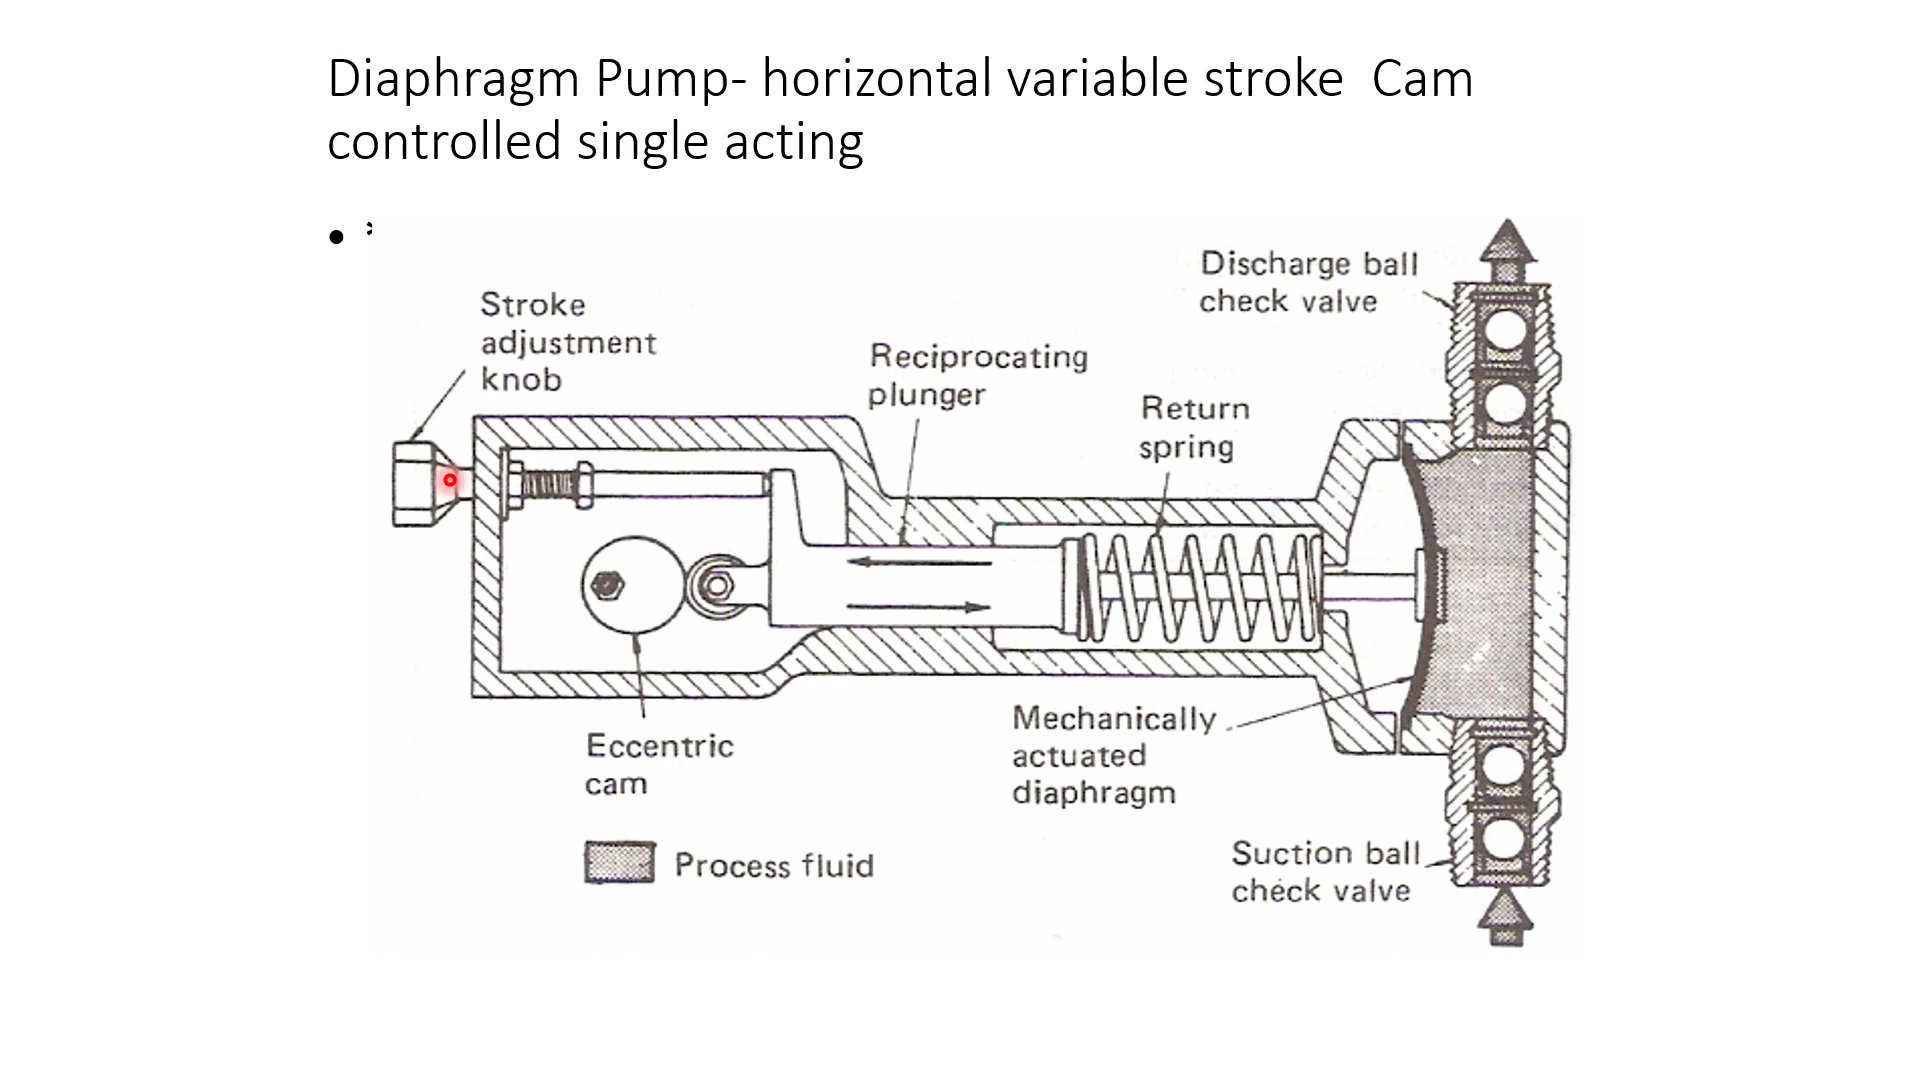 Diaphragm Pump- horizontal variable stroke  Cam
controlled single acting
Stroke
adjustment
knob
Reciprocating
plunger
Return
spring
Discharge ball
check valve
Eccentric
cam
Mechanically
actuated
diaphragm
Process fluid
Suction ball
check valve